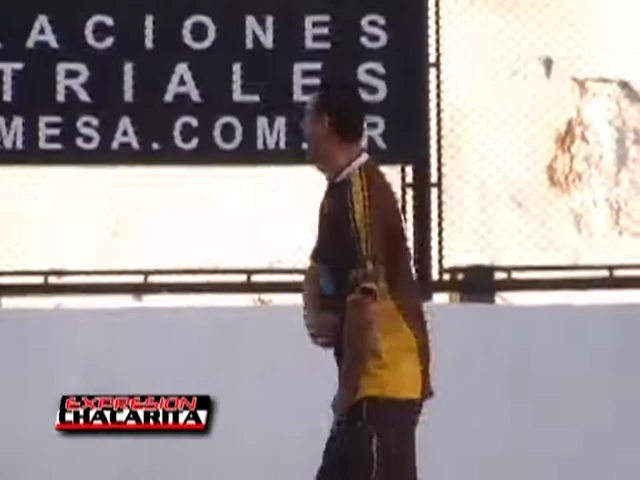 ACIONES
TRIALES
MESA.COM.
EXPRESION
CHACARITA